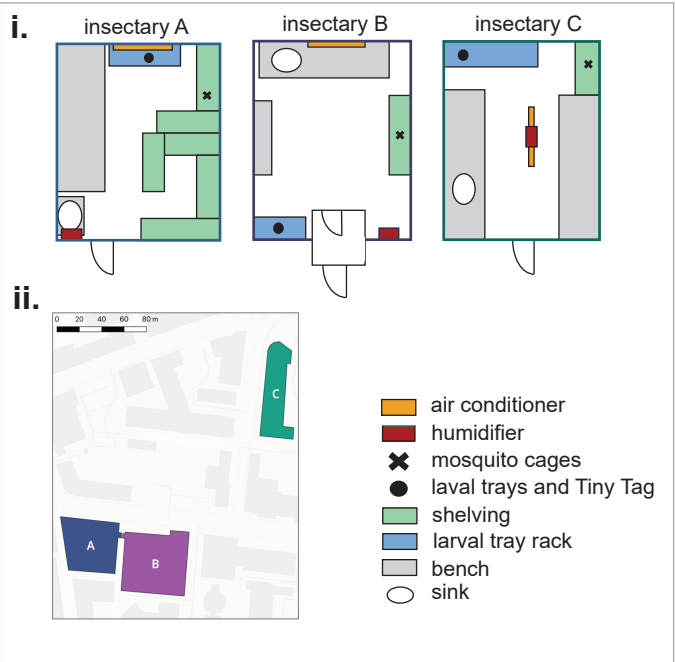 i.
insectary A
insectary B
insectary C
ii.
0 20 40 60 80 m
A
B
C
air conditioner
humidifier
mosquito cages
laval trays and Tiny Tag
shelving
larval tray rack
bench
sink